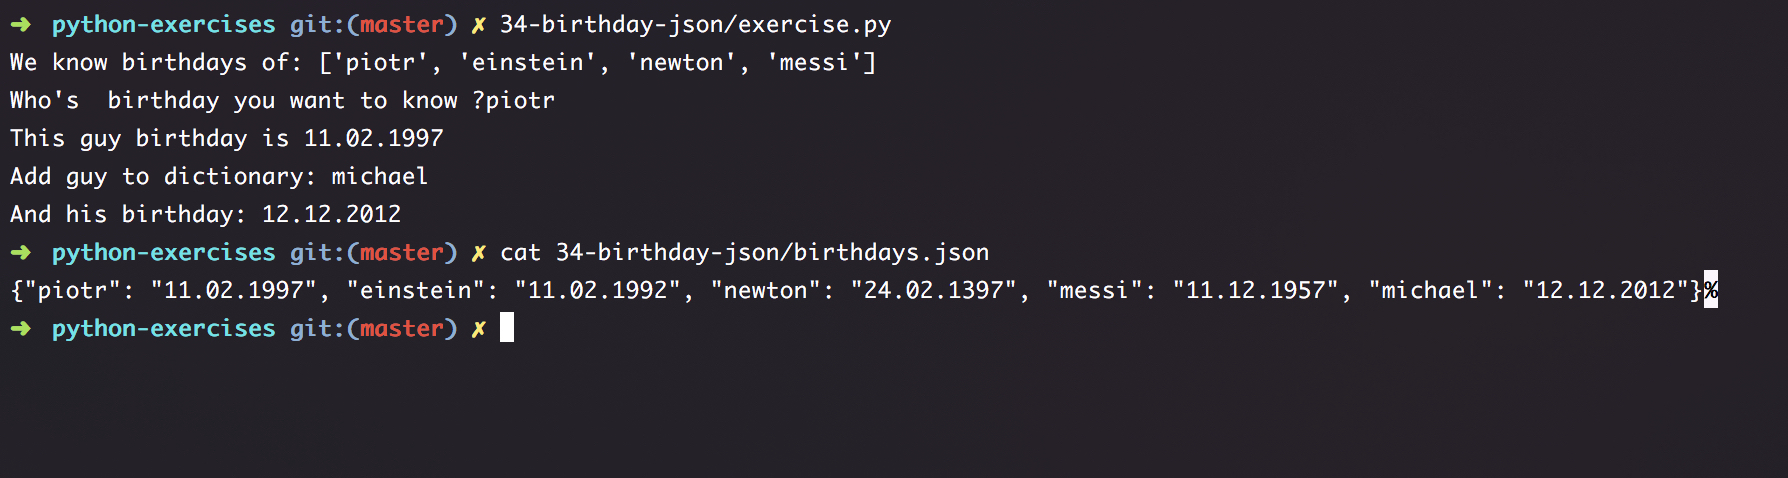 ➜ python-exercises git:(master) ✗ 34-birthday-json/exercise.py
We know birthdays of: ['piotr', 'einstein', 'newton', 'messi']
Who's  birthday you want to know ?piotr
This guy birthday is 11.02.1997
Add guy to dictionary: michael
And his birthday: 12.12.2012
➜ python-exercises git:(master) ✗ cat 34-birthday-json/birthdays.json
{"piotr": "11.02.1997", "einstein": "11.02.1992", "newton": "24.02.1397", "messi": "11.12.1957", "michael": "12.12.2012"}%
➜ python-exercises git:(master) ✗